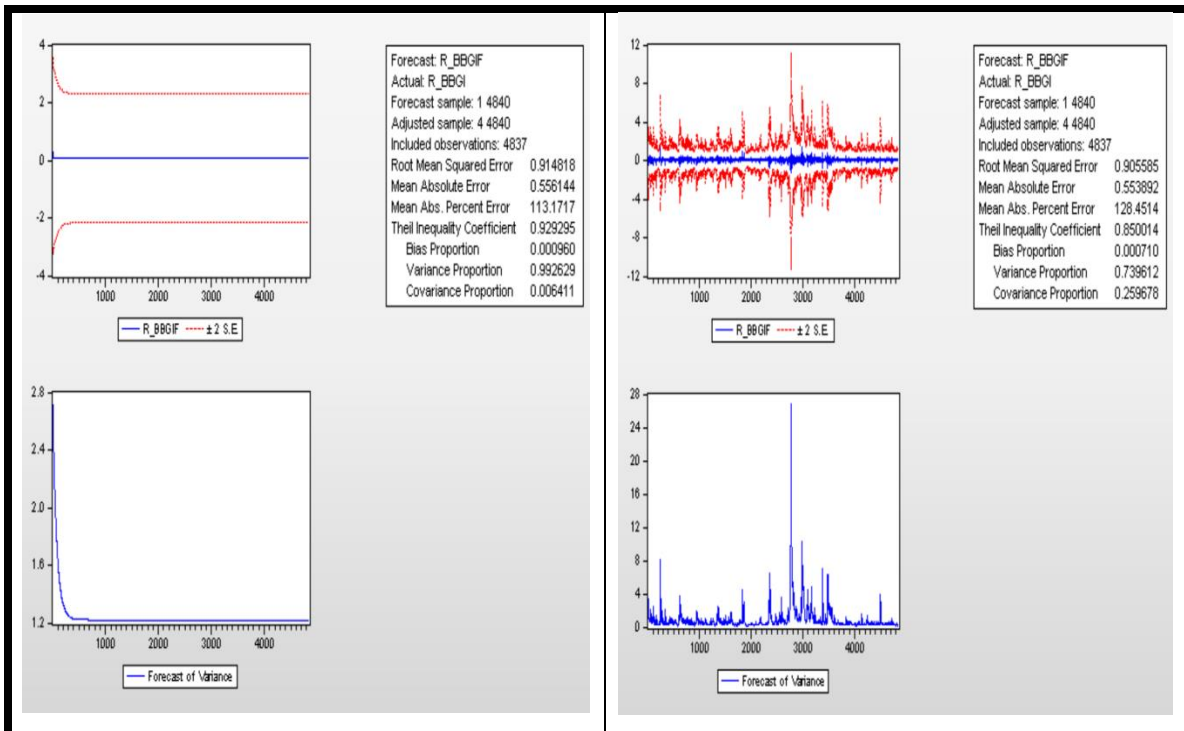 4
2
0
-2
-4
1000 2000 3000 4000
R_BBGIF ± 2 S.E.
Forecast: R_BBGIF
Actual: R_BBGI
Forecast sample: 1 4840
Adjusted sample: 4 4840
Included observations: 4837
Root Mean Squared Error 0.914818
Mean Absolute Error 0.556144
Mean Abs. Percent Error 113.1717
Theil Inequality Coefficient 0.929295
Bias Proportion 0.000960
Variance Proportion 0.992629
Covariance Proportion 0.006411
2.8
2.4
2.0
1.6
1.2
1000 2000 3000 4000
Forecast of Variance
12
8
4
0
-4
-8
-12
1000 2000 3000 4000
R_BBGIF ± 2 S.E.
Forecast: R_BBGIF
Actual: R_BBGI
Forecast sample: 1 4840
Adjusted sample: 4 4840
Included observations: 4837
Root Mean Squared Error 0.905585
Mean Absolute Error 0.553892
Mean Abs. Percent Error 128.4514
Theil Inequality Coefficient 0.850014
Bias Proportion 0.000710
Variance Proportion 0.739612
Covariance Proportion 0.259678
28
24
20
16
12
8
4
0
1000 2000 3000 4000
Forecast of Variance